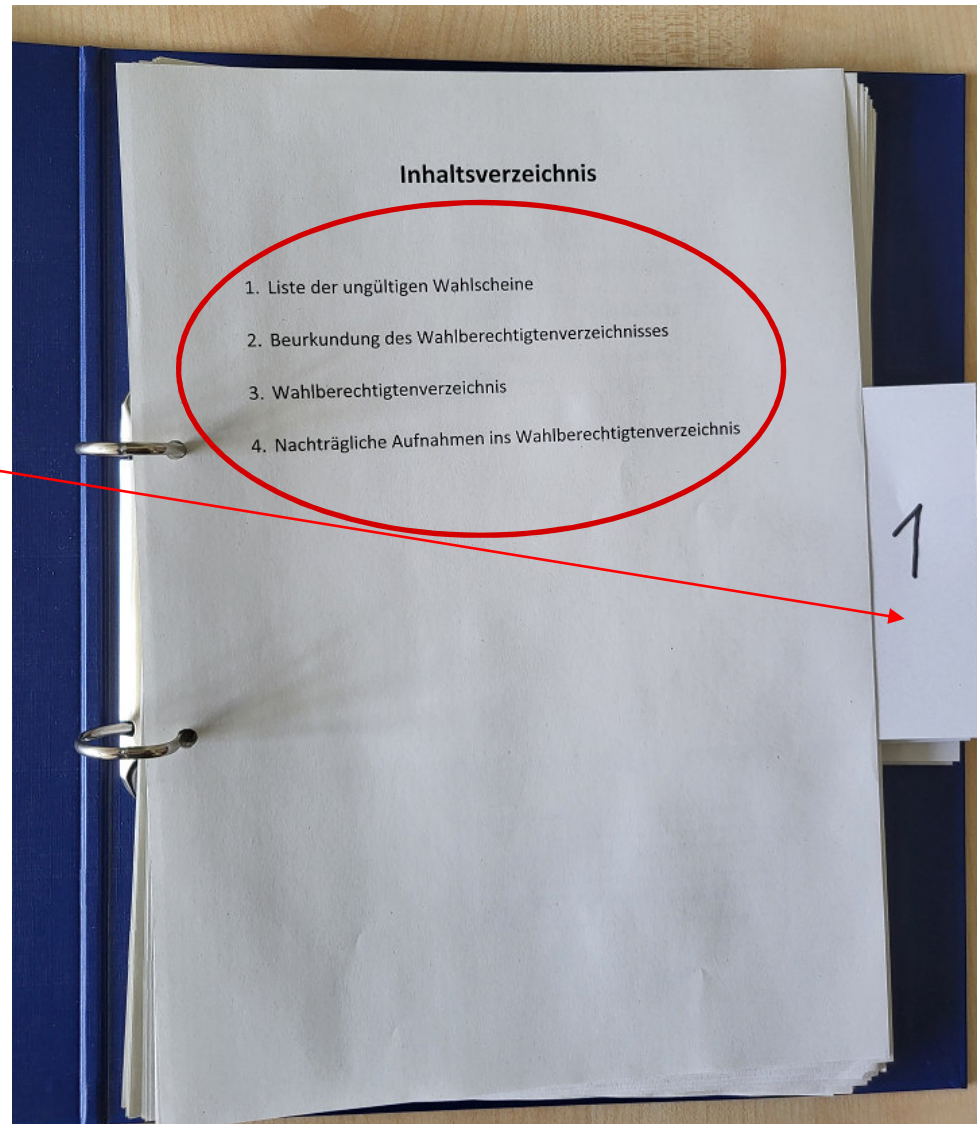 Inhaltsverzeichnis
1. Liste der ungültigen Wahlscheine
2. Beurkundung des Wahlberechtigtenverzeichnisses
3. Wahlberechtigtenverzeichnis
4. Nachträgliche Aufnahmen ins Wahlberechtigtenverzeichnis
1